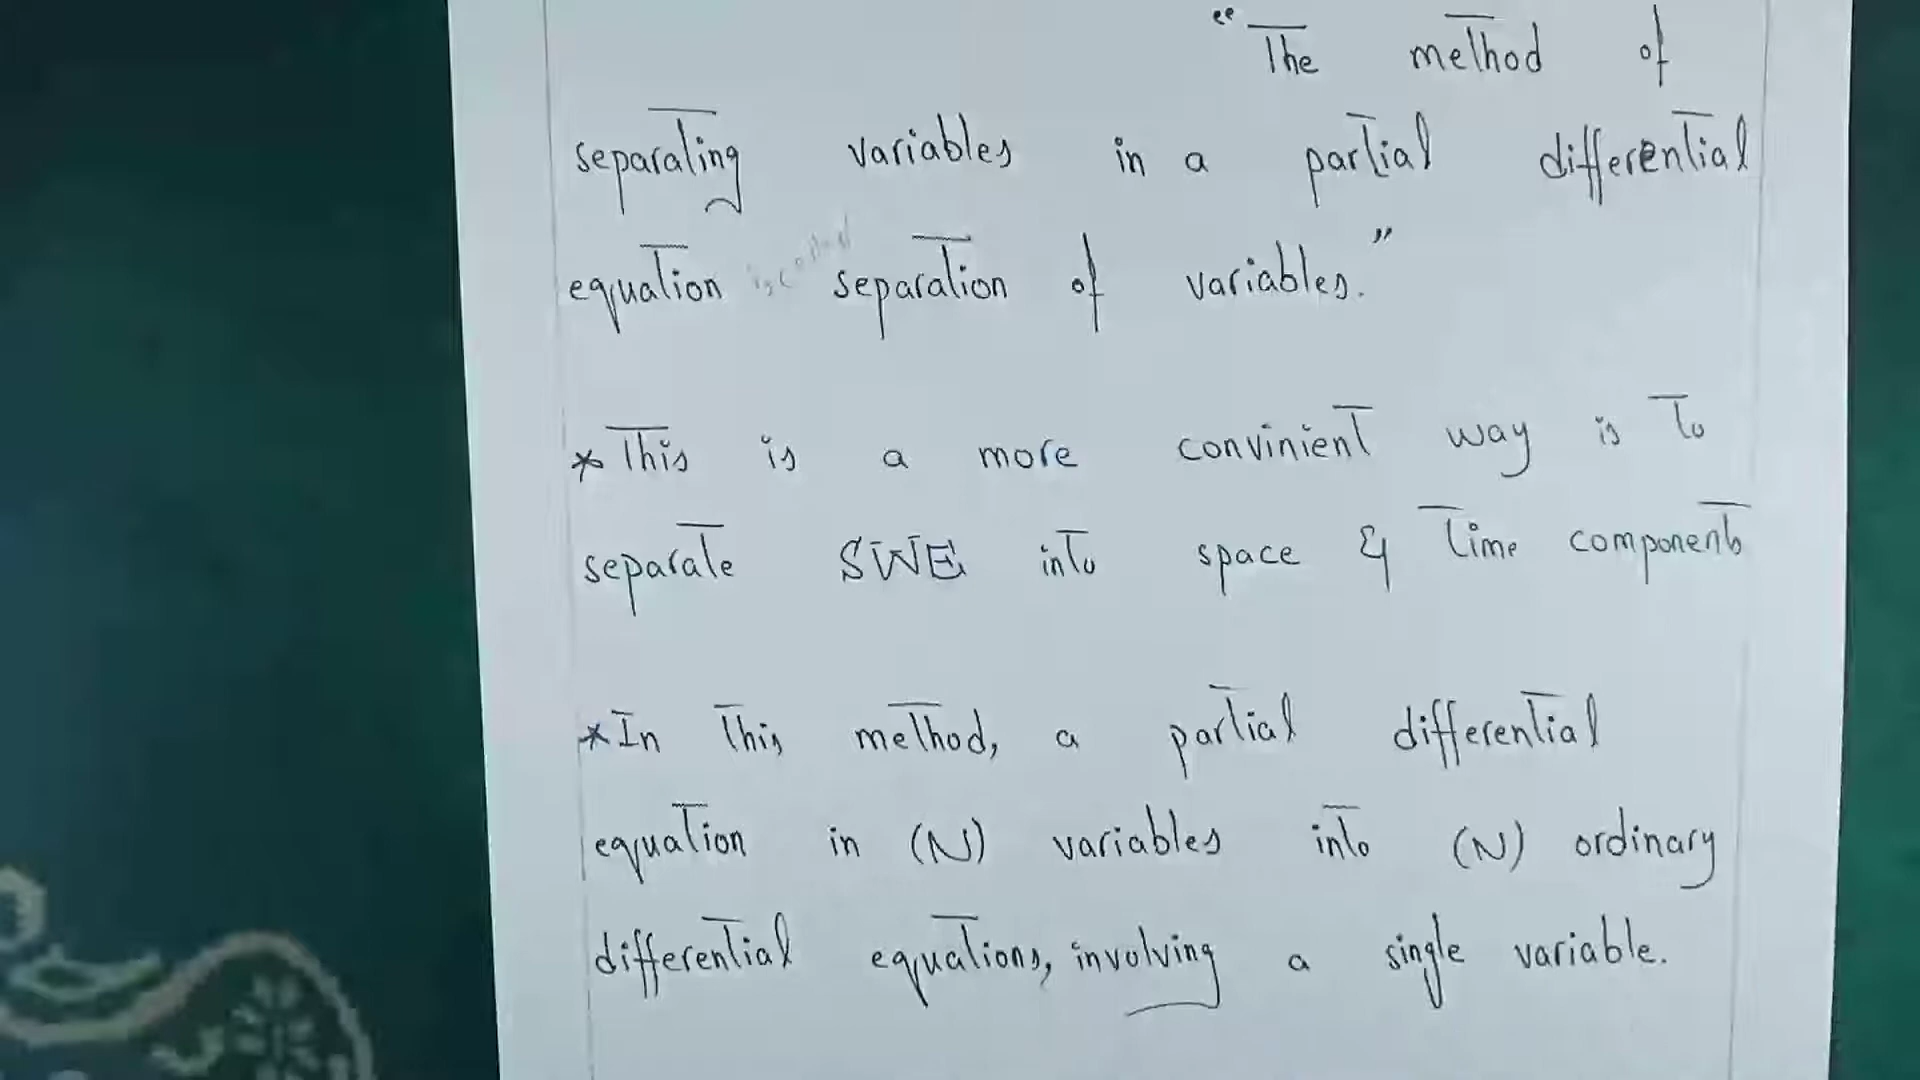 “The method of
separating variables in a partial differential
equation is called separation of variables.”
*This is a more convinient way is to
separate SWE into space & time components
*In this method, a partial differential
equation in (N) variables into (N) ordinary
differential equations, involving a single variable.